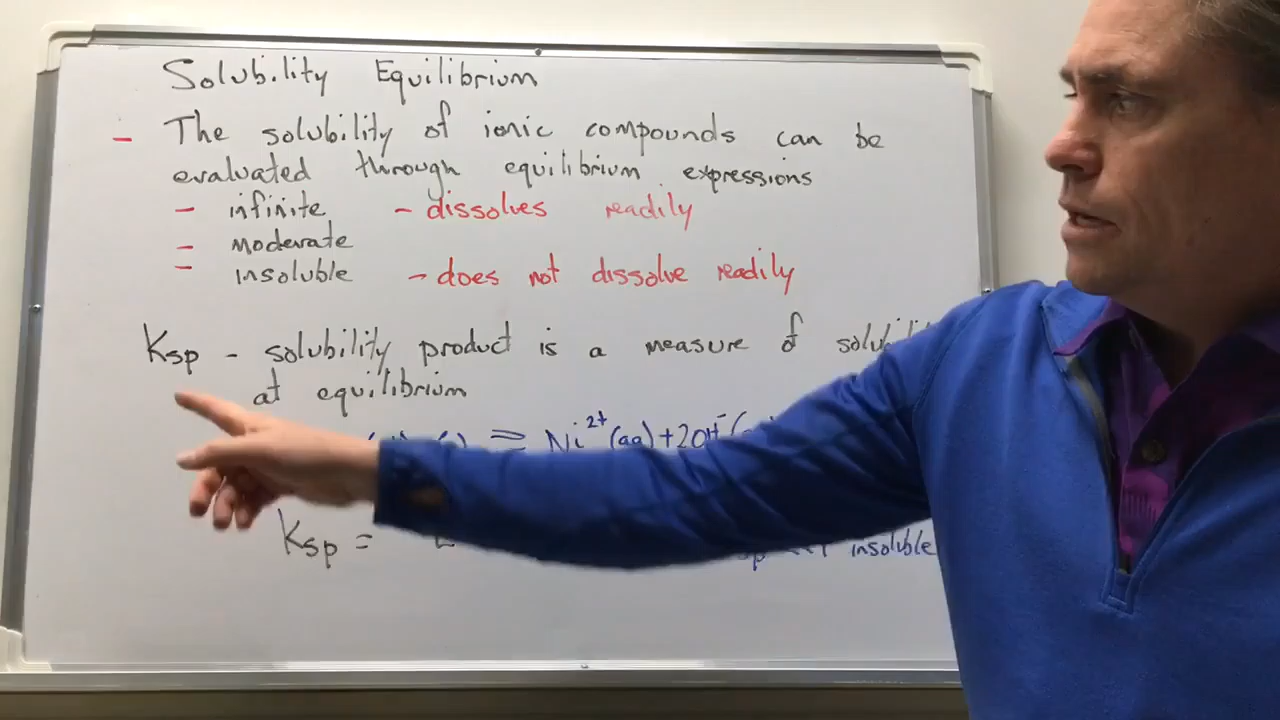 Solubility Equilibrium
- The solubility of ionic compounds can be
evaluated through equilibrium expressions
- infinite - dissolves readily
- moderate
- insoluble - does not dissolve readily
Ksp - solubility product is a measure of
at equilibrium
⇌ Ni²⁺(aq) + 2OH⁻
Ksp =
insoluble